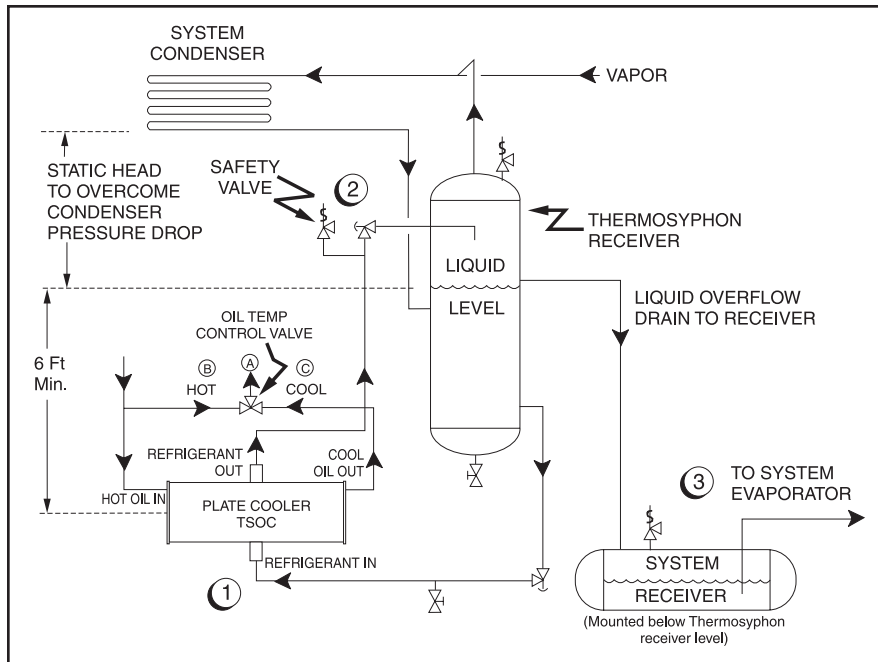 SYSTEM
CONDENSER
VAPOR
STATIC HEAD
TO OVERCOME
CONDENSER
PRESSURE DROP
SAFETY
VALVE
2
THERMOSYPHON
RECEIVER
LIQUID
LEVEL
LIQUID OVERFLOW
DRAIN TO RECEIVER
OIL TEMP
CONTROL VALVE
6 Ft
Min.
B
A
C
HOT
COOL
REFRIGERANT
OUT
COOL
OIL OUT
HOT OIL IN
PLATE COOLER
TSOC
REFRIGERANT IN
1
3
TO SYSTEM
EVAPORATOR
SYSTEM
RECEIVER
(Mounted below Thermosyphon
receiver level)